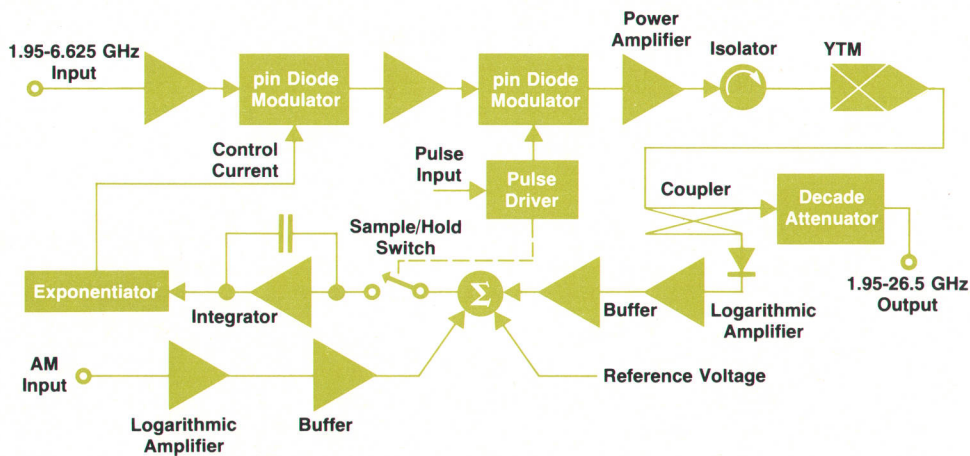 1.95-6.625 GHz
Input
pin Diode
Modulator
pin Diode
Modulator
Power
Amplifier
Isolator
YTM
Control
Current
Pulse
Input
Pulse
Driver
Coupler
Decade
Attenuator
Sample/Hold
Switch
Exponentiator
Integrator
Σ
Buffer
Logarithmic
Amplifier
1.95-26.5 GHz
Output
AM
Input
Logarithmic
Amplifier
Buffer
Reference Voltage